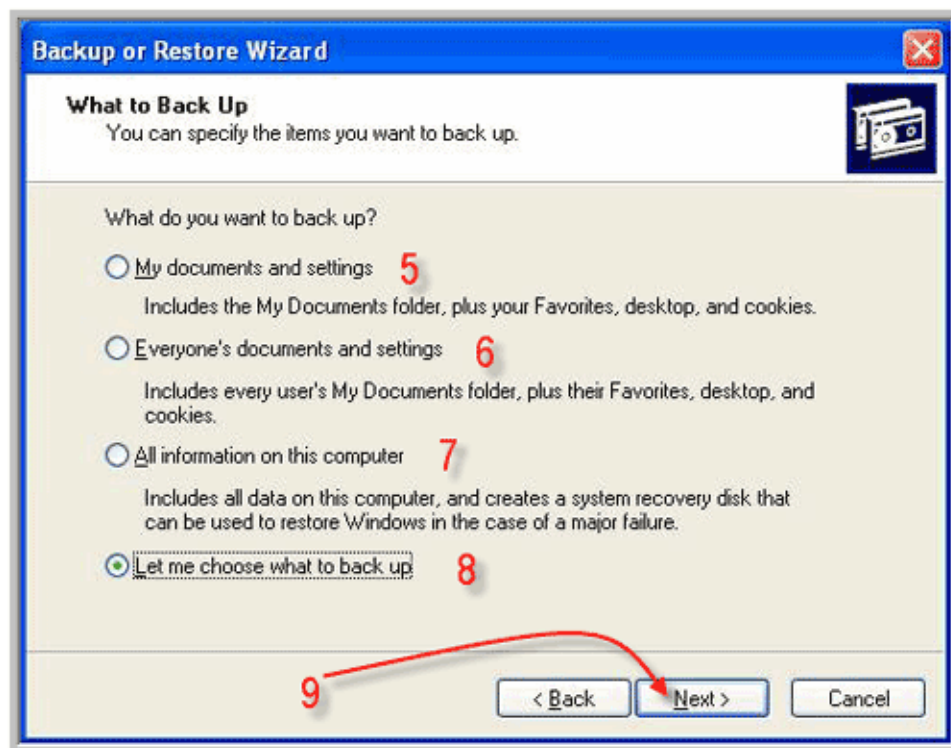 Backup or Restore Wizard
What to Back Up
You can specify the items you want to back up.
What do you want to back up?
My documents and settings 5
Includes the My Documents folder, plus your Favorites, desktop, and cookies.
Everyone's documents and settings 6
Includes every user's My Documents folder, plus their Favorites, desktop, and
cookies.
All information on this computer 7
Includes all data on this computer, and creates a system recovery disk that
can be used to restore Windows in the case of a major failure.
Let me choose what to back up 8
9 < Back Next > Cancel